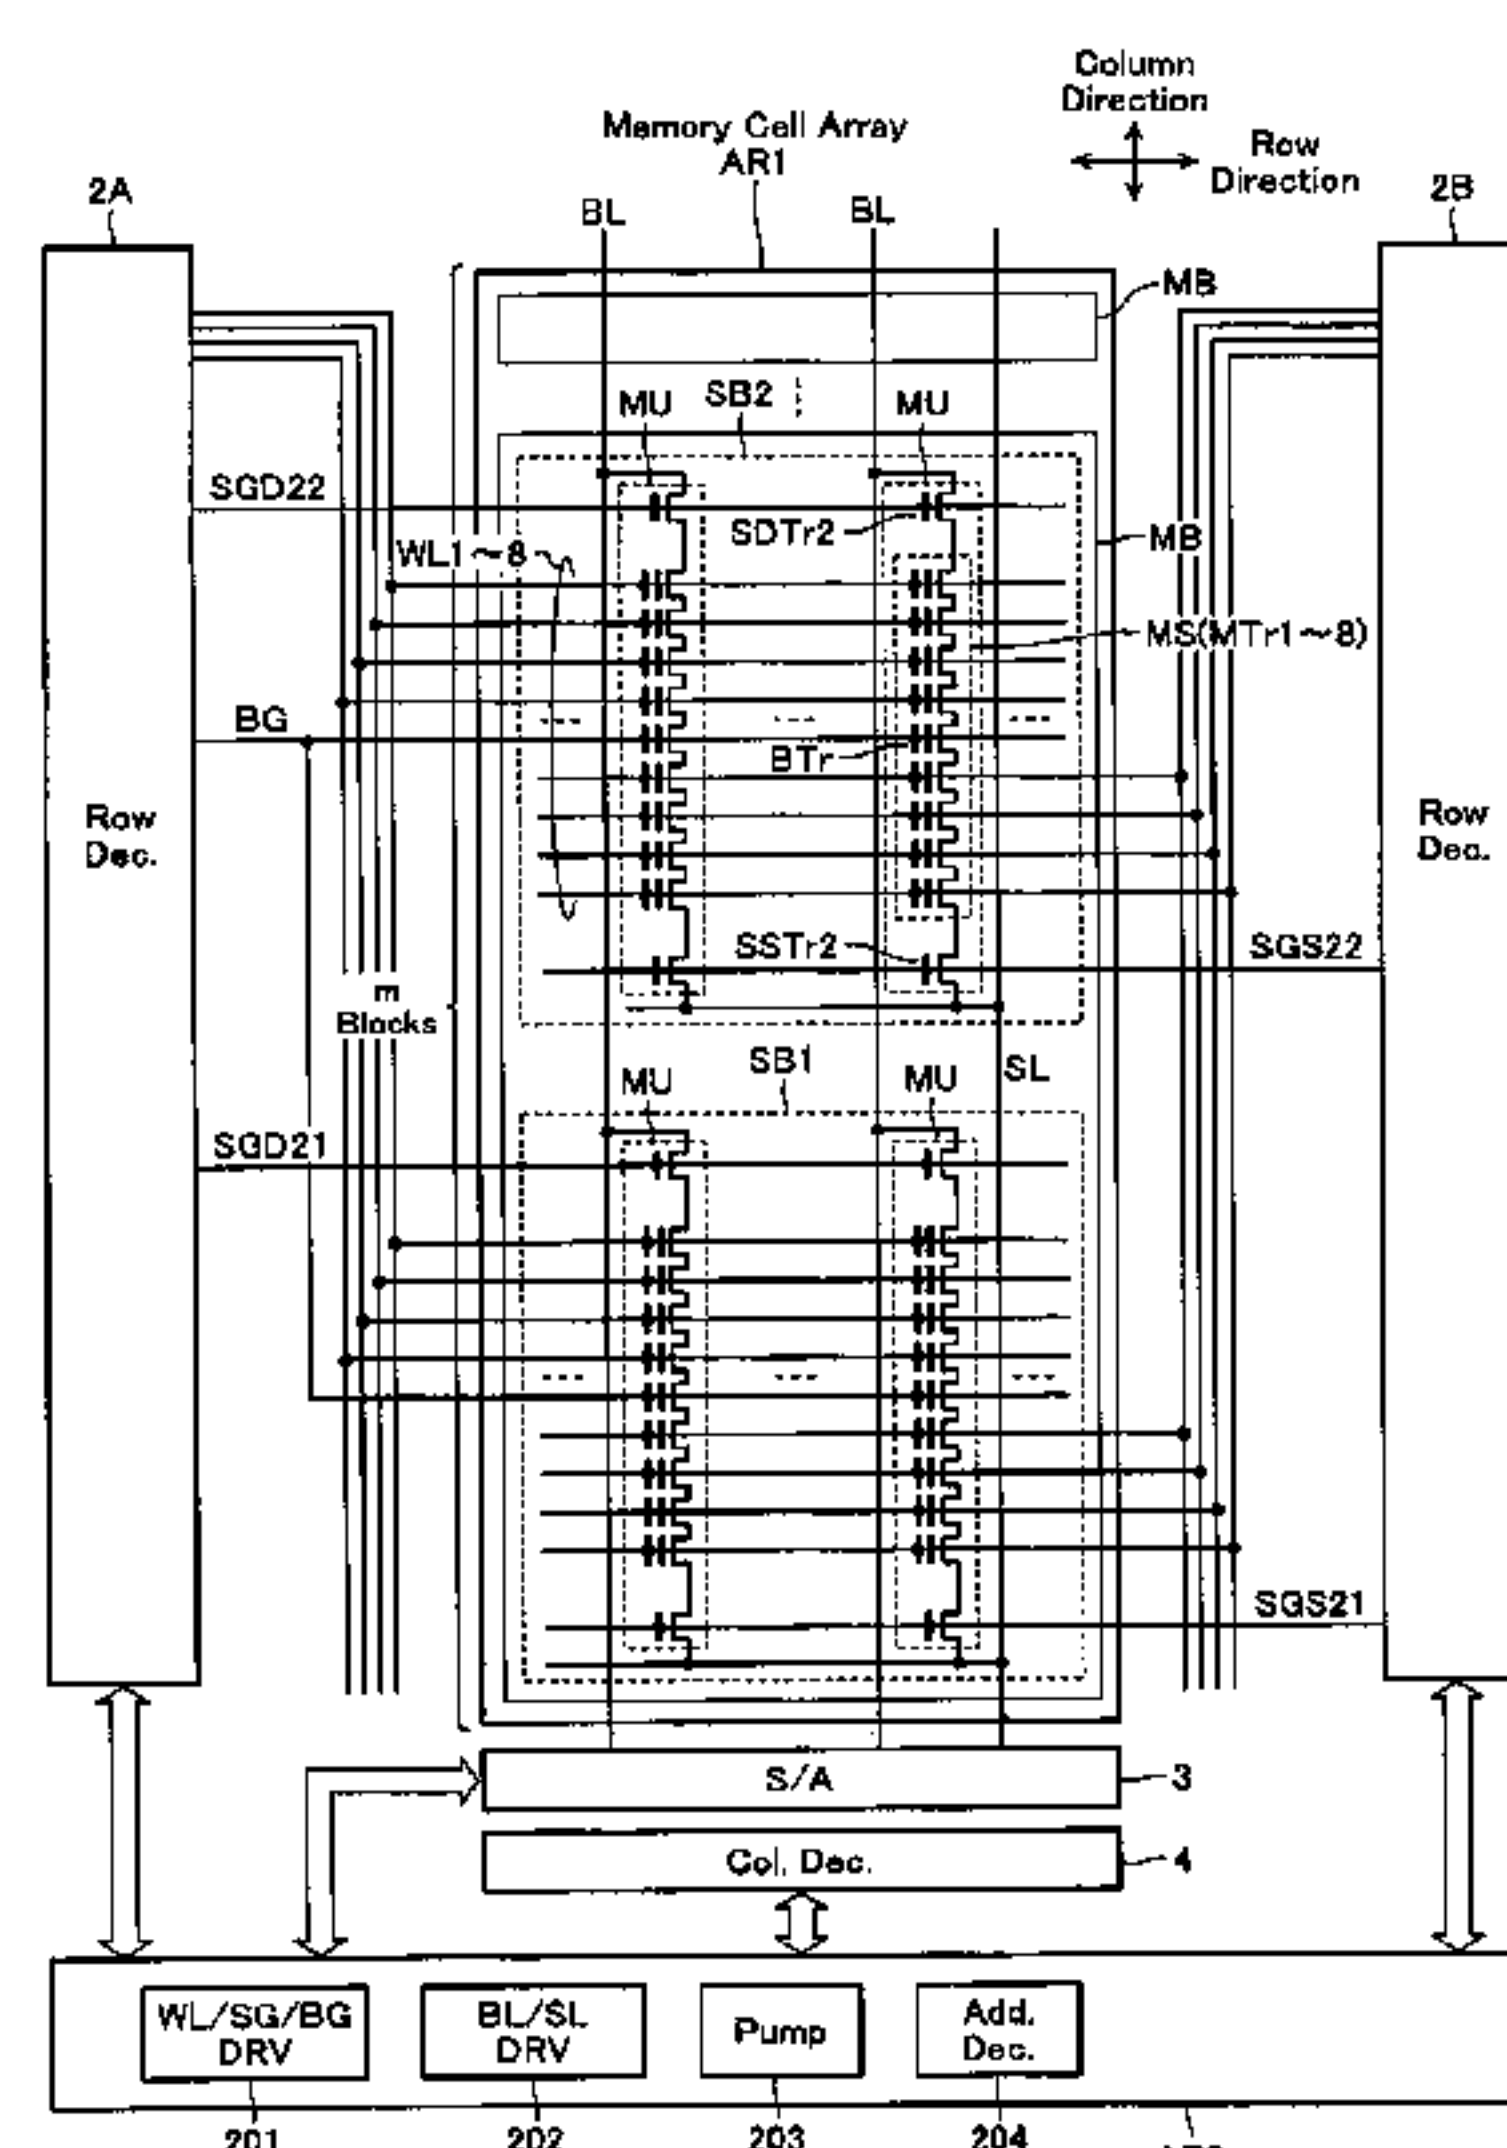 Column
Direction
Memory Cell Array
AR1
Row
Direction
2A
2B
BL
BL
MB
MU
SB2
MU
SGD22
SDTr2
MB
WL1~8
MS(MTr1~8)
BG
BTr
Row
Dec.
Row
Dec.
SSTr2
SGS22
m
Blocks
SB1
SL
MU
MU
SGD21
SGS21
S/A
3
Col. Dec.
4
WL/SG/BG
DRV
BL/SL
DRV
Pump
Add.
Dec.
201
202
203
204